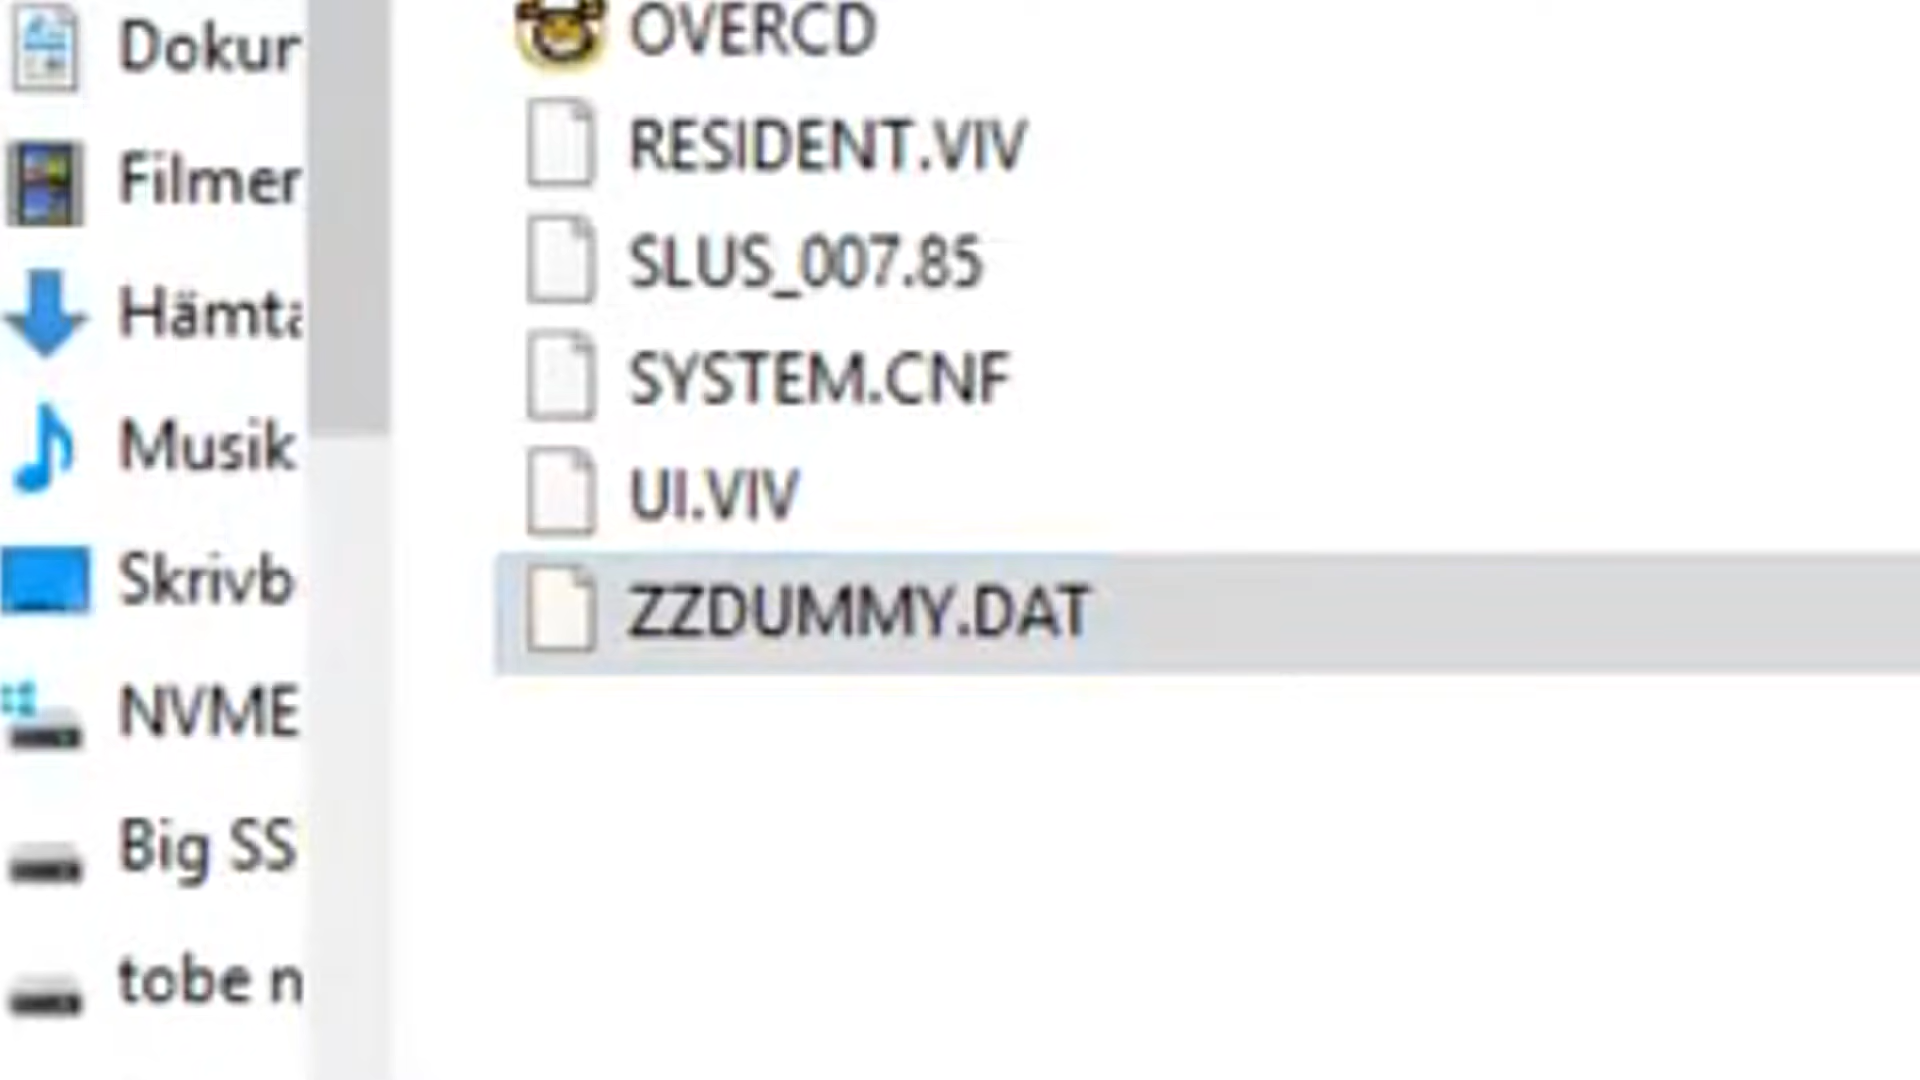 Dokur
Filmer
Hämta
Musik
Skrivb
NVME
Big SS
tobe n
OVERCD
RESIDENT.VIV
SLUS_007.85
SYSTEM.CNF
UI.VIV
ZZDUMMY.DAT